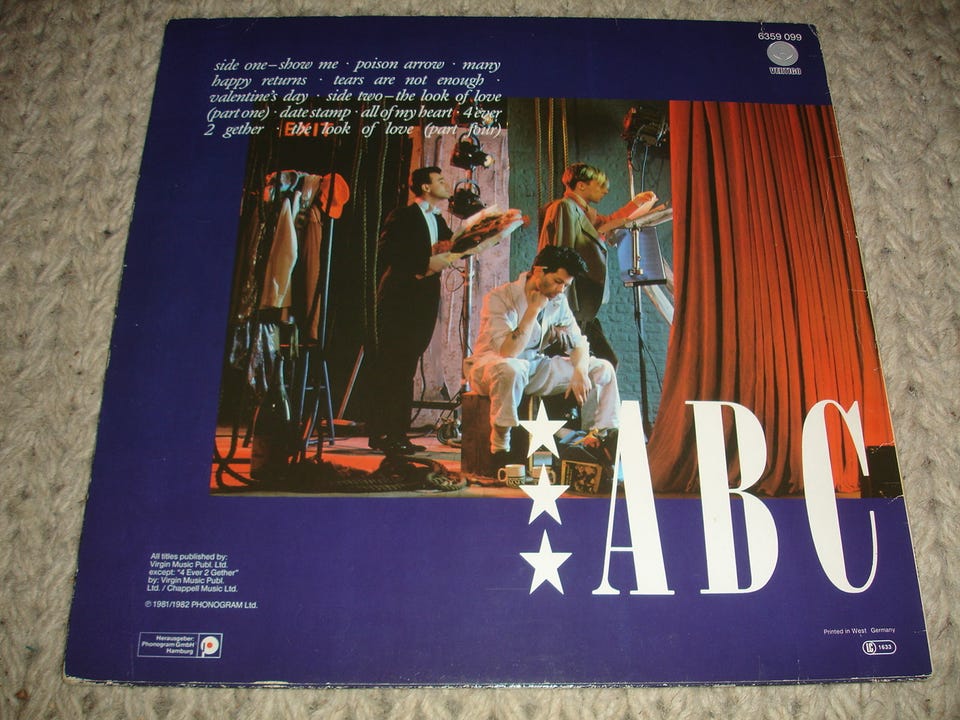 side one–show me · poison arrow · many
happy returns · tears are not enough ·
valentine's day · side two–the look of love
(part one) · date stamp · all of my heart · 4 ever
2 gether · the look of love (part four)
EXIT
6359 099
VERTIGO
ABC
All titles published by:
Virgin Music Publ. Ltd.
except: "4 Ever 2 Gether"
by: Virgin Music Publ.
Ltd. / Chappell Music Ltd.
℗ 1981/1982 PHONOGRAM Ltd.
Herausgeber:
Phonogram GmbH
Hamburg
Printed in West Germany
LC 1633